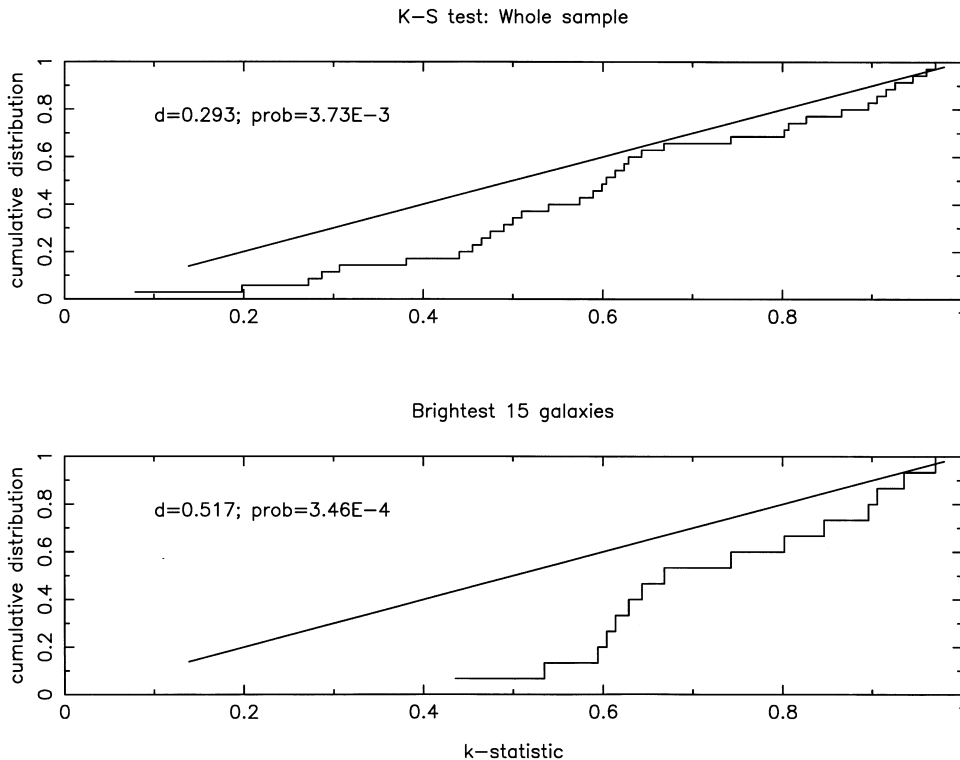 K-S test: Whole sample
cumulative distribution
0 0.2 0.4 0.6 0.8 1
d=0.293; prob=3.73E-3
0 0.2 0.4 0.6 0.8
Brightest 15 galaxies
cumulative distribution
0 0.2 0.4 0.6 0.8 1
d=0.517; prob=3.46E-4
0 0.2 0.4 0.6 0.8
k-statistic